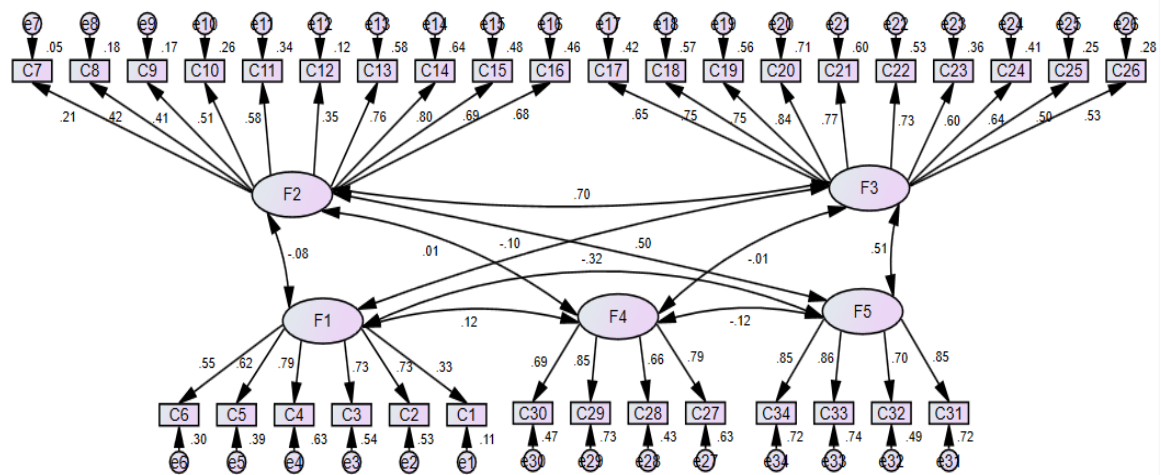 e7 e8 e9 e10 e11 e12 e13 e14 e15 e16 e17 e18 e19 e20 e21 e22 e23 e24 e25 e26
.05 .18 .17 .26 .34 .12 .58 .64 .48 .46 .42 .57 .56 .71 .60 .53 .36 .41 .25 .28
C7 C8 C9 C10 C11 C12 C13 C14 C15 C16 C17 C18 C19 C20 C21 C22 C23 C24 C25 C26
.21 .42 .41 .51 .58 .35 .76 .80 .69 .68 .65 .75 .75 .84 .77 .73 .60 .64 .50 .53
F2 .70 F3
-.08 .01 -.10 .50 -.01 .51
-.32
F1 .12 F4 -.12 F5
.55 .62 .79 .73 .73 .33 .69 .85 .66 .79 .85 .86 .70 .85
C6 C5 C4 C3 C2 C1 C30 C29 C28 C27 C34 C33 C32 C31
.30 .39 .63 .54 .53 .11 .47 .73 .43 .63 .72 .74 .49 .72
e6 e5 e4 e3 e2 e1 e30 e29 e28 e27 e34 e33 e32 e31